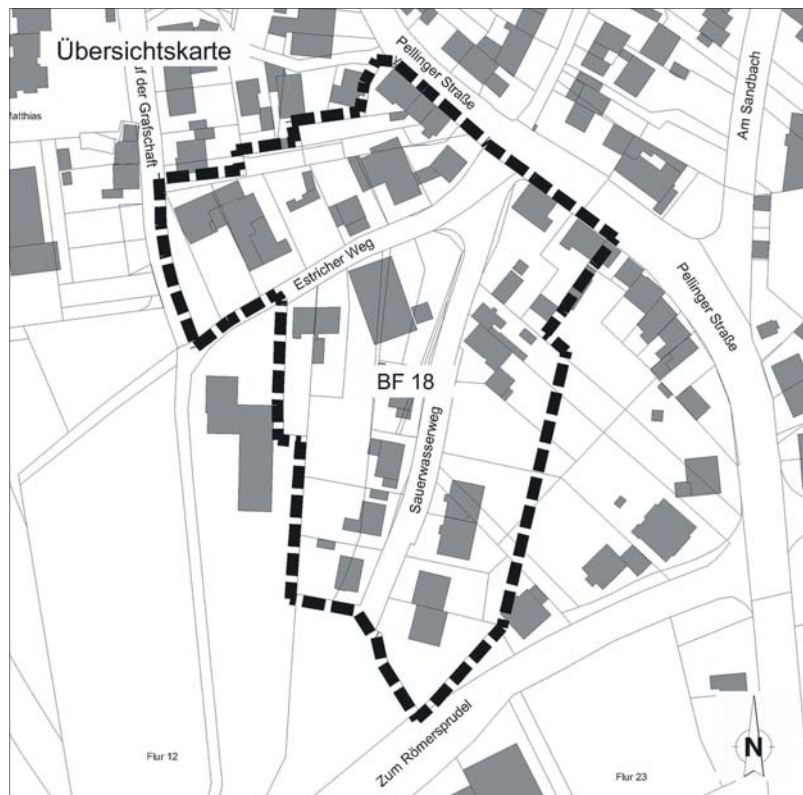 Übersichtskarte
Pellinger Straße
Am Sandbach
uf der Grafschaft
Matthias
Estricher Weg
Pellinger Straße
BF 18
Sauerwasserweg
Zum Römersprudel
Flur 12
Flur 23
N